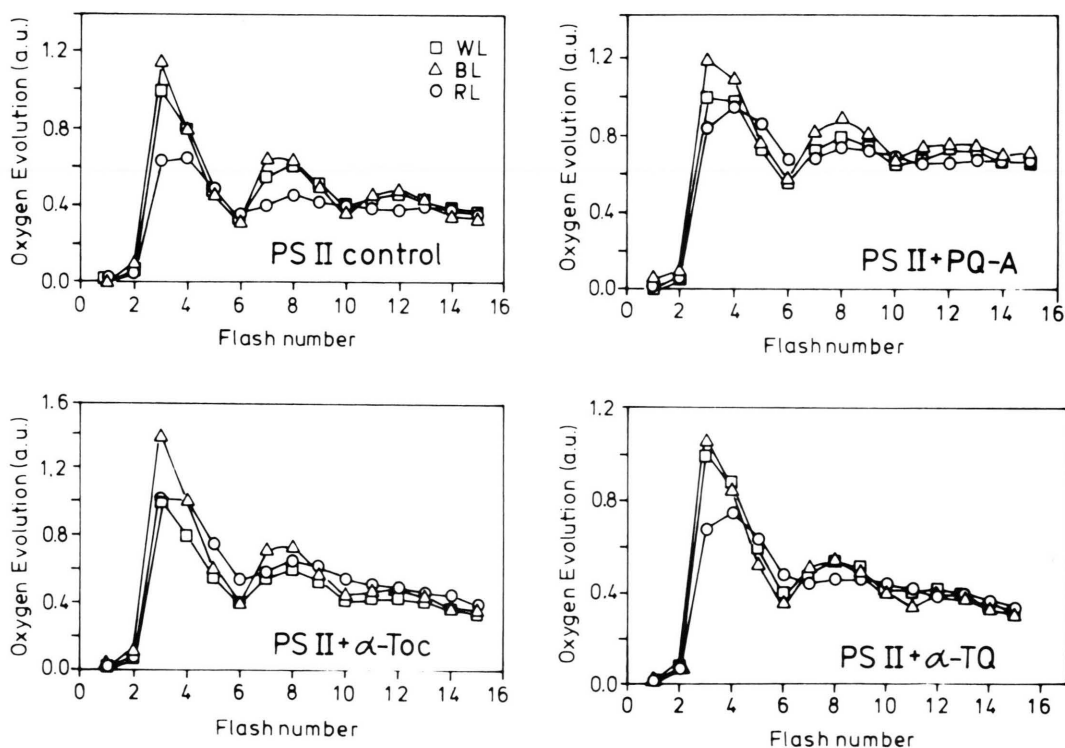 Oxygen Evolution (a.u.)
1.2
0.8
0.4
0.0
WL
BL
RL
PS II control
0 2 4 6 8 10 12 14 16
Flash number
Oxygen Evolution (a.u.)
1.2
0.8
0.4
0.0
PS II+PQ-A
0 2 4 6 8 10 12 14 16
Flash number
Oxygen Evolution (a.u.)
1.6
1.2
0.8
0.4
0.0
PS II+α-Toc
0 2 4 6 8 10 12 14 16
Flash number
Oxygen Evolution (a.u.)
1.2
0.8
0.4
0.0
PS II+α-TQ
0 2 4 6 8 10 12 14 16
Flash number